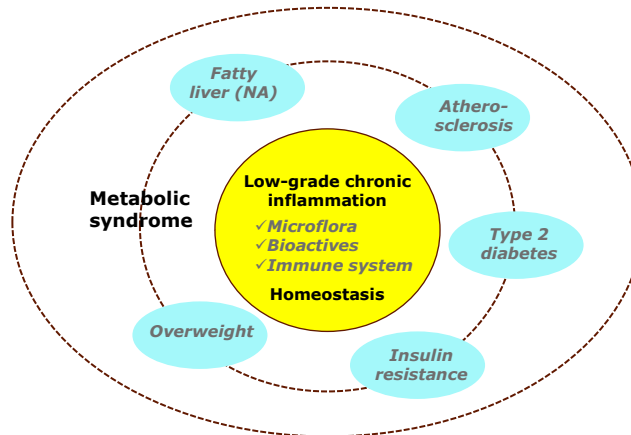 Fatty
liver (NA)
Athero-
sclerosis
Low-grade chronic
inflammation
Metabolic
syndrome
✓Microflora
✓Bioactives
✓Immune system
Type 2
diabetes
Homeostasis
Overweight
Insulin
resistance